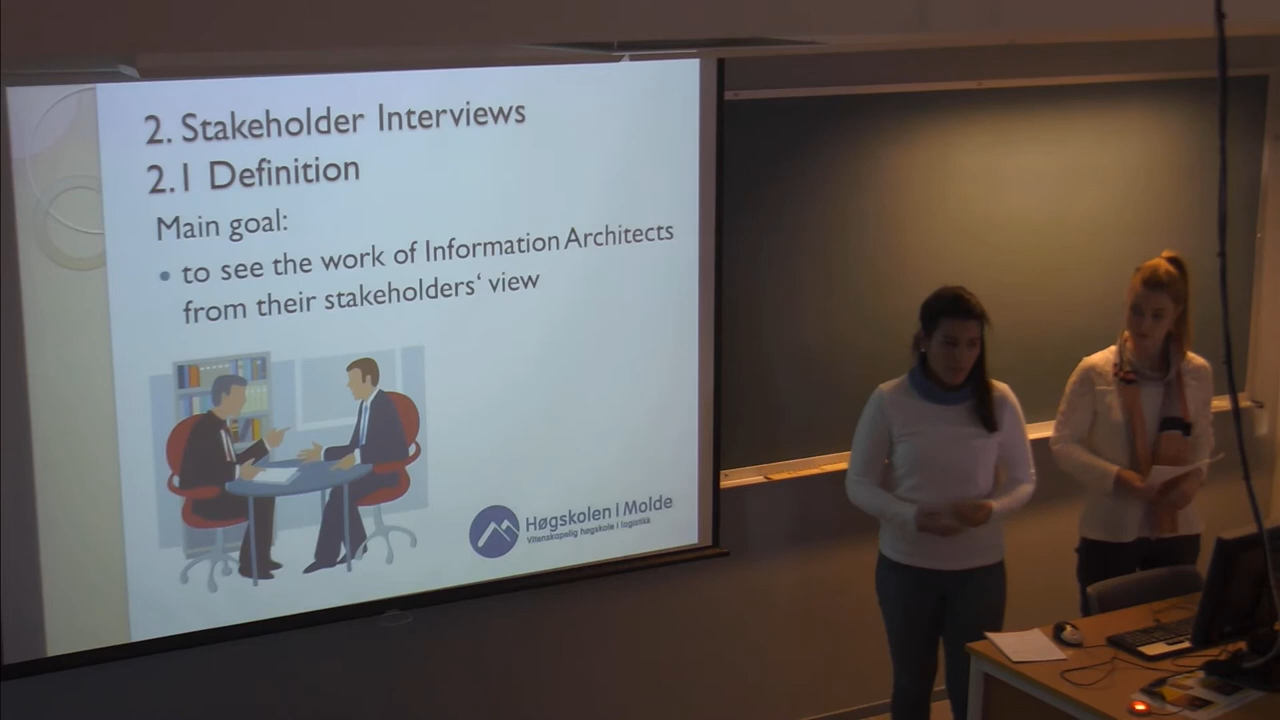 2. Stakeholder Interviews
2.1 Definition
Main goal:
• to see the work of Information Architects
from their stakeholders‘ view
Høgskolen i Molde
Vitenskapelig høgskole i logistikk